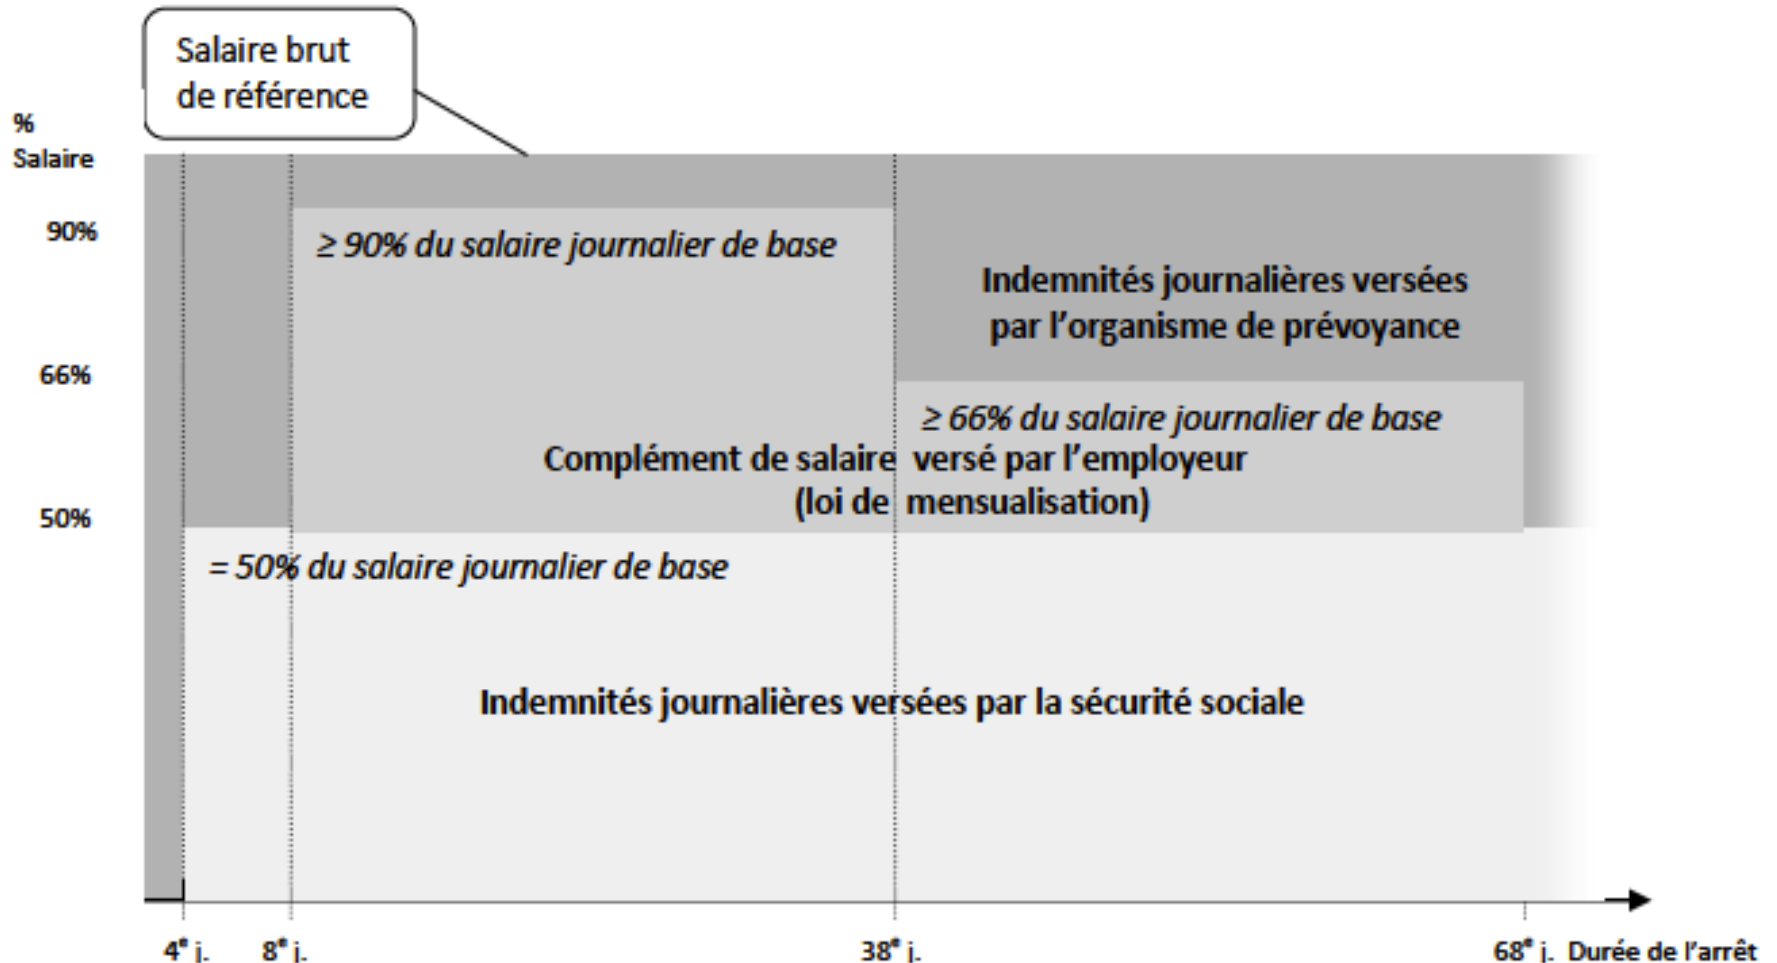 Salaire brut
de référence
%
Salaire
90%
≥ 90% du salaire journalier de base
Indemnités journalières versées
par l'organisme de prévoyance
66%
≥ 66% du salaire journalier de base
Complément de salaire versé par l'employeur
(loi de mensualisation)
50%
= 50% du salaire journalier de base
Indemnités journalières versées par la sécurité sociale
4e j. 8e j. 38e j. 68e j. Durée de l'arrêt